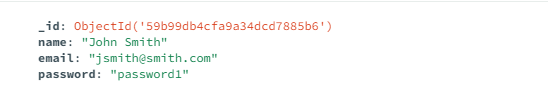 _id: ObjectId('59b99db4cfa9a34dcd7885b6')
name: "John Smith"
email: "jsmith@smith.com"
password: "password1"